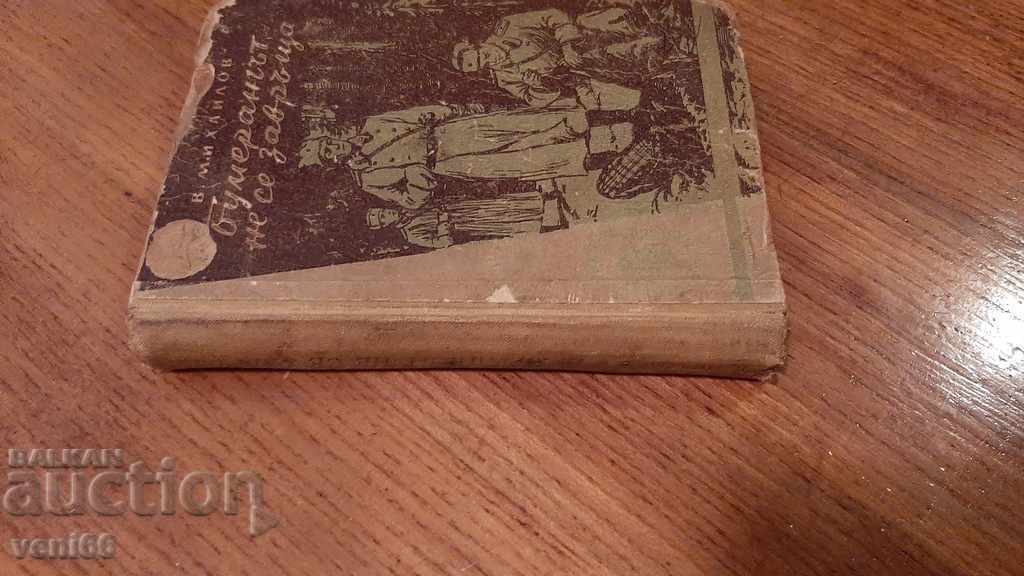 В. МИХАЙЛОВ
бумерангът
не се завръща
BALKAN
auction
veni66